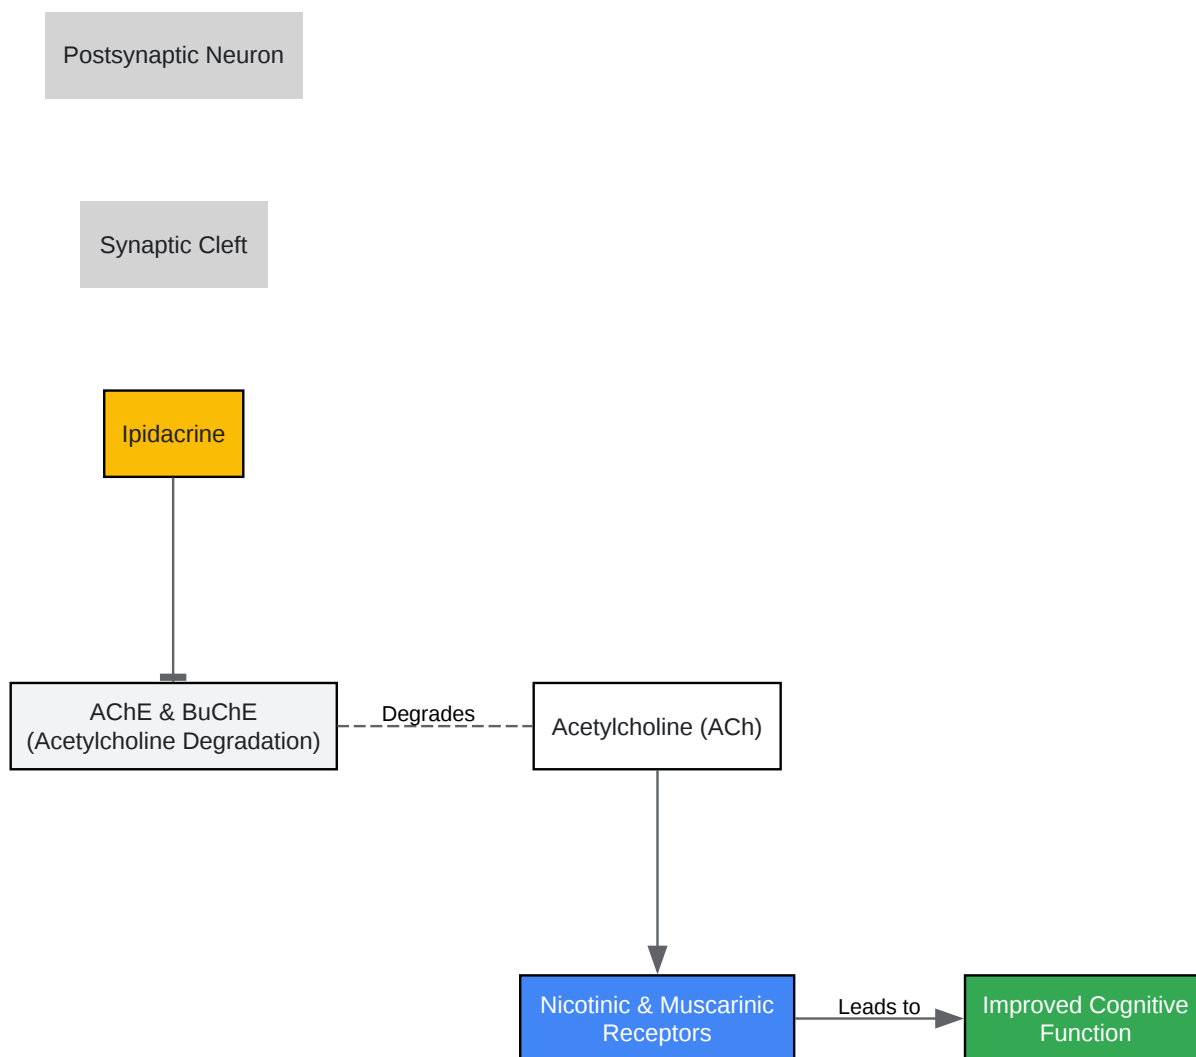 Postsynaptic Neuron
Synaptic Cleft
Ipidacrine
AChE & BuChE
(Acetylcholine Degradation)
Degrades
Acetylcholine (ACh)
Nicotinic & Muscarinic
Receptors
Leads to
Improved Cognitive
Function